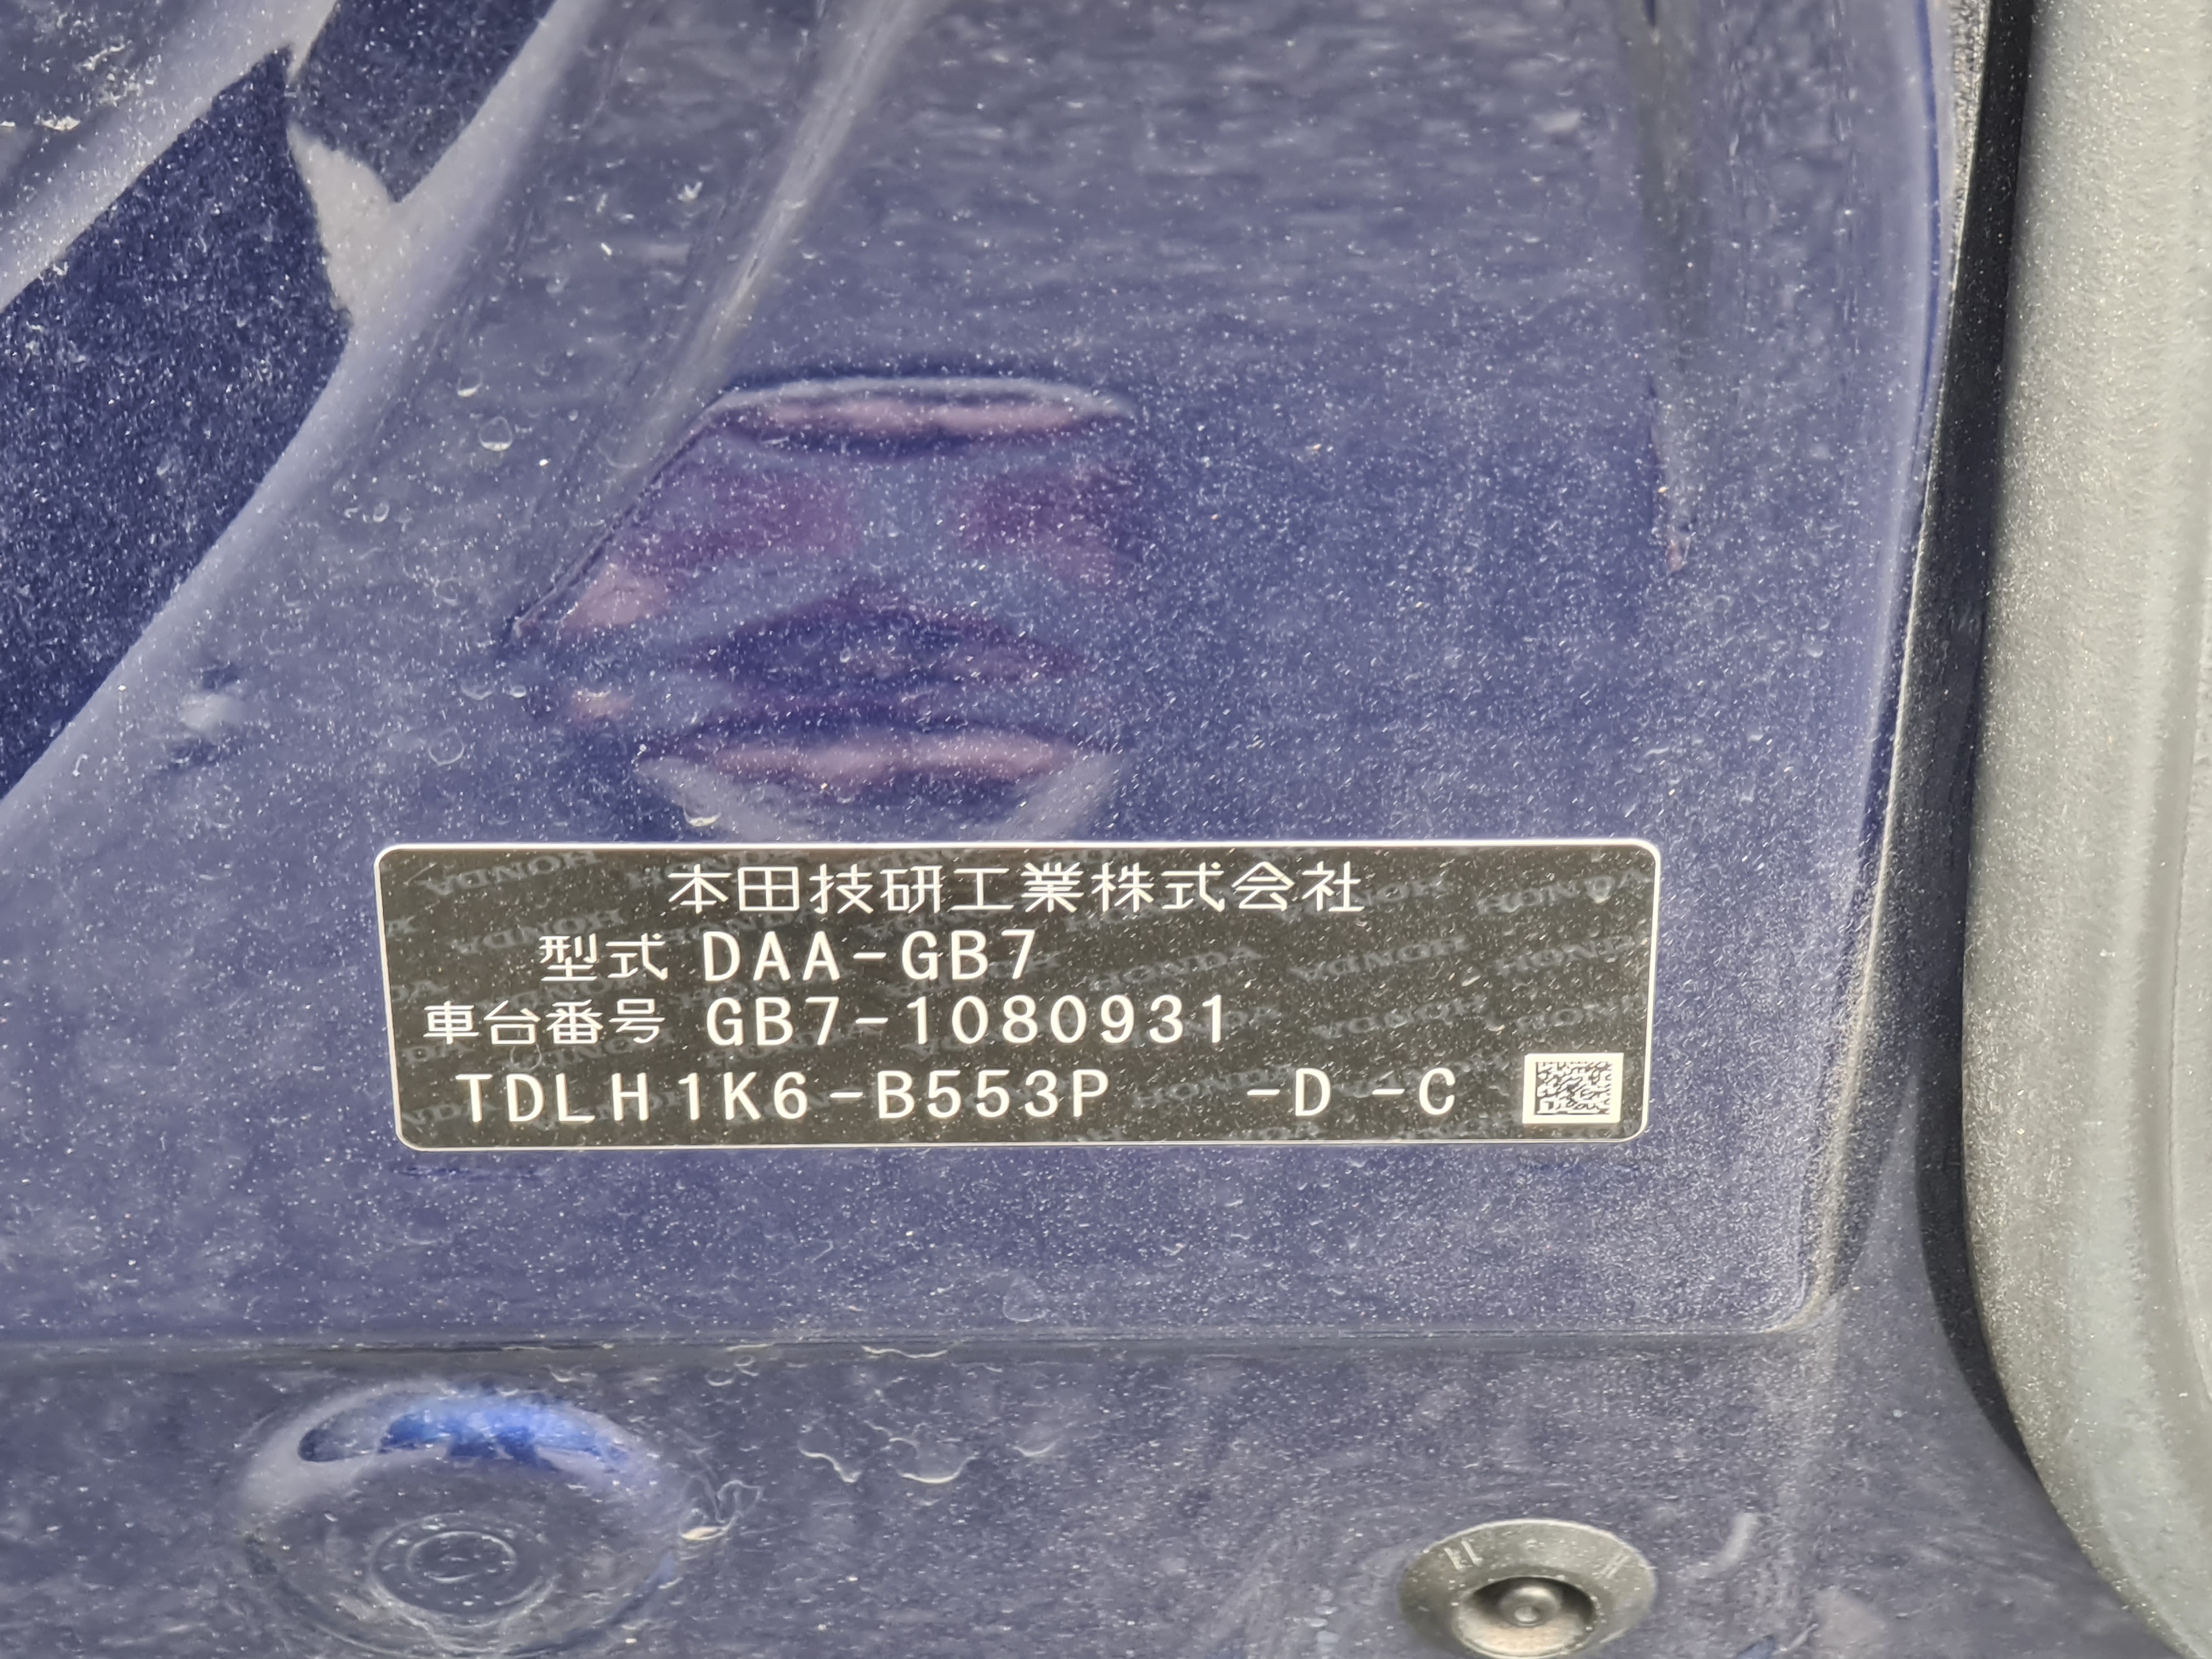 本田技研工業株式会社
型式 DAA-GB7
車台番号 GB7-1080931
TDLH1K6-B553P -D -C